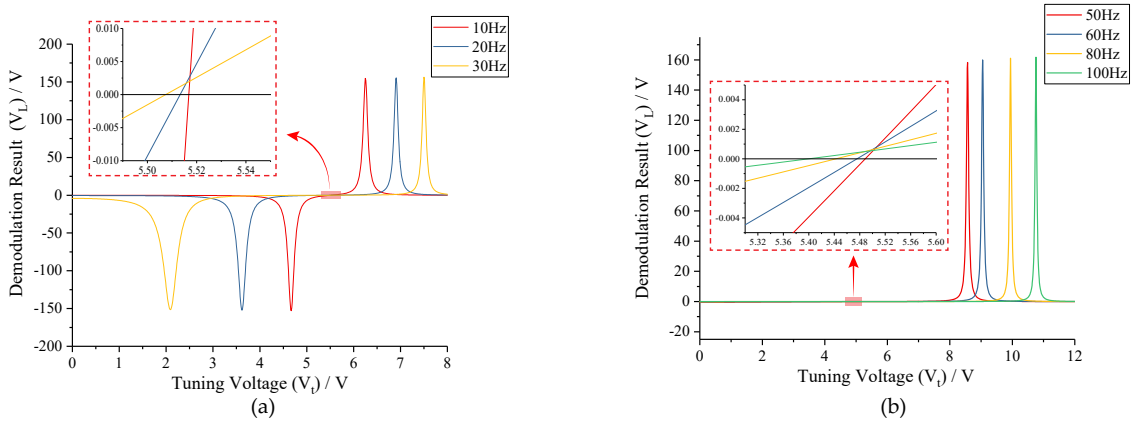 Demodulation Result (V_L) / V
200
150
100
50
0
-50
-100
-150
-200
0 1 2 3 4 5 6 7 8
Tuning Voltage (V_t) / V
10Hz
20Hz
30Hz
0.010
0.005
0.000
-0.005
-0.010
5.50 5.52 5.54
(a)
Demodulation Result (V_L) / V
160
140
120
100
80
60
40
20
0
-20
0 2 4 6 8 10 12
Tuning Voltage (V_t) / V
50Hz
60Hz
80Hz
100Hz
0.004
0.002
0.000
-0.002
-0.004
5.32 5.36 5.40 5.44 5.48 5.52 5.56 5.60
(b)